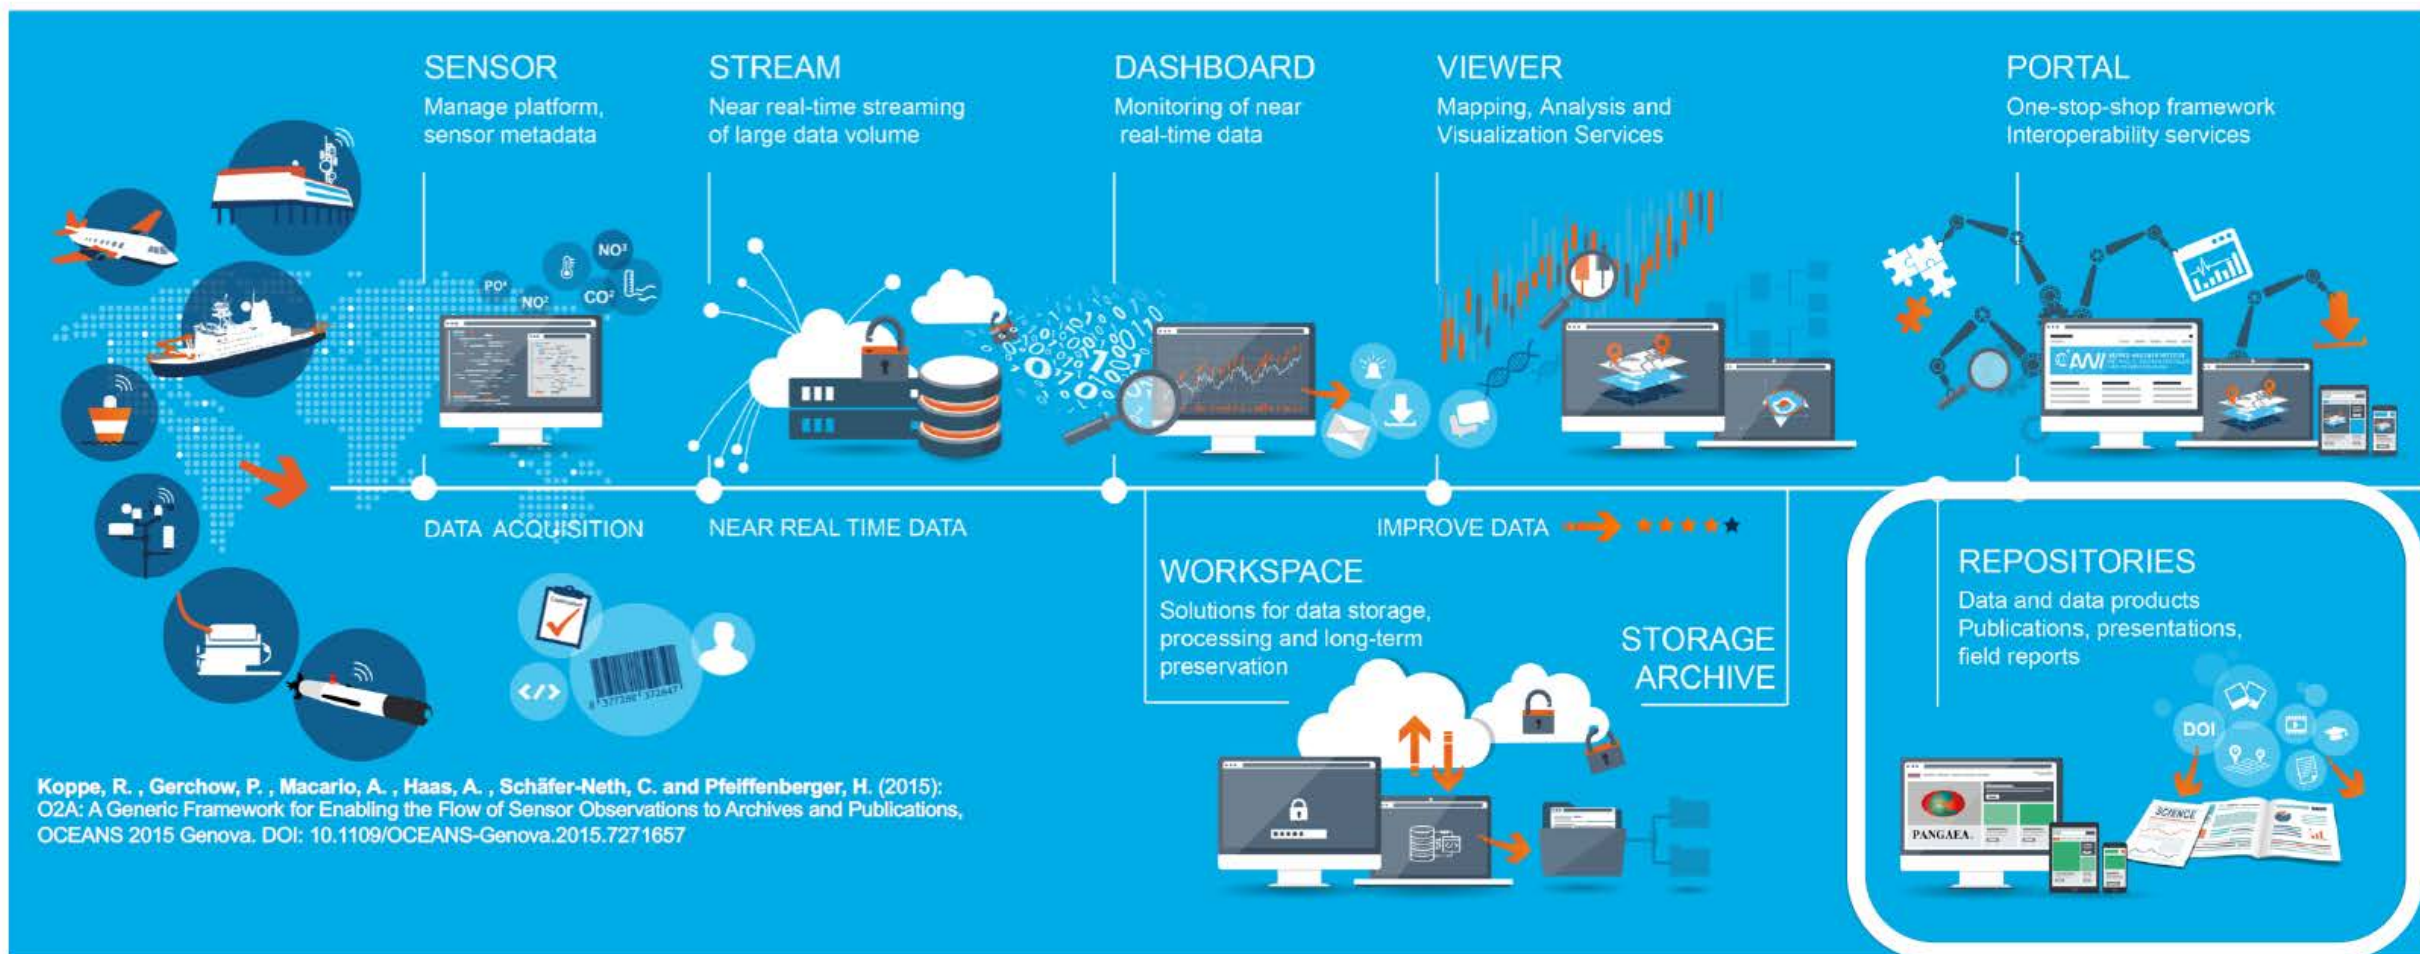 SENSOR
Manage platform,
sensor metadata
STREAM
Near real-time streaming
of large data volume
DASHBOARD
Monitoring of near
real-time data
VIEWER
Mapping, Analysis and
Visualization Services
PORTAL
One-stop-shop framework
Interoperability services
PO⁴
NO²
NO³
CO²
AWI
DATA ACQUISITION
NEAR REAL TIME DATA
IMPROVE DATA
WORKSPACE
Solutions for data storage,
processing and long-term
preservation
STORAGE
ARCHIVE
REPOSITORIES
Data and data products
Publications, presentations,
field reports
DOI
SCIENCE
PANGAEA.
</>
Koppe, R. , Gerchow, P. , Macario, A. , Haas, A. , Schäfer-Neth, C. and Pfeiffenberger, H. (2015):
O2A: A Generic Framework for Enabling the Flow of Sensor Observations to Archives and Publications,
OCEANS 2015 Genova. DOI: 10.1109/OCEANS-Genova.2015.7271657